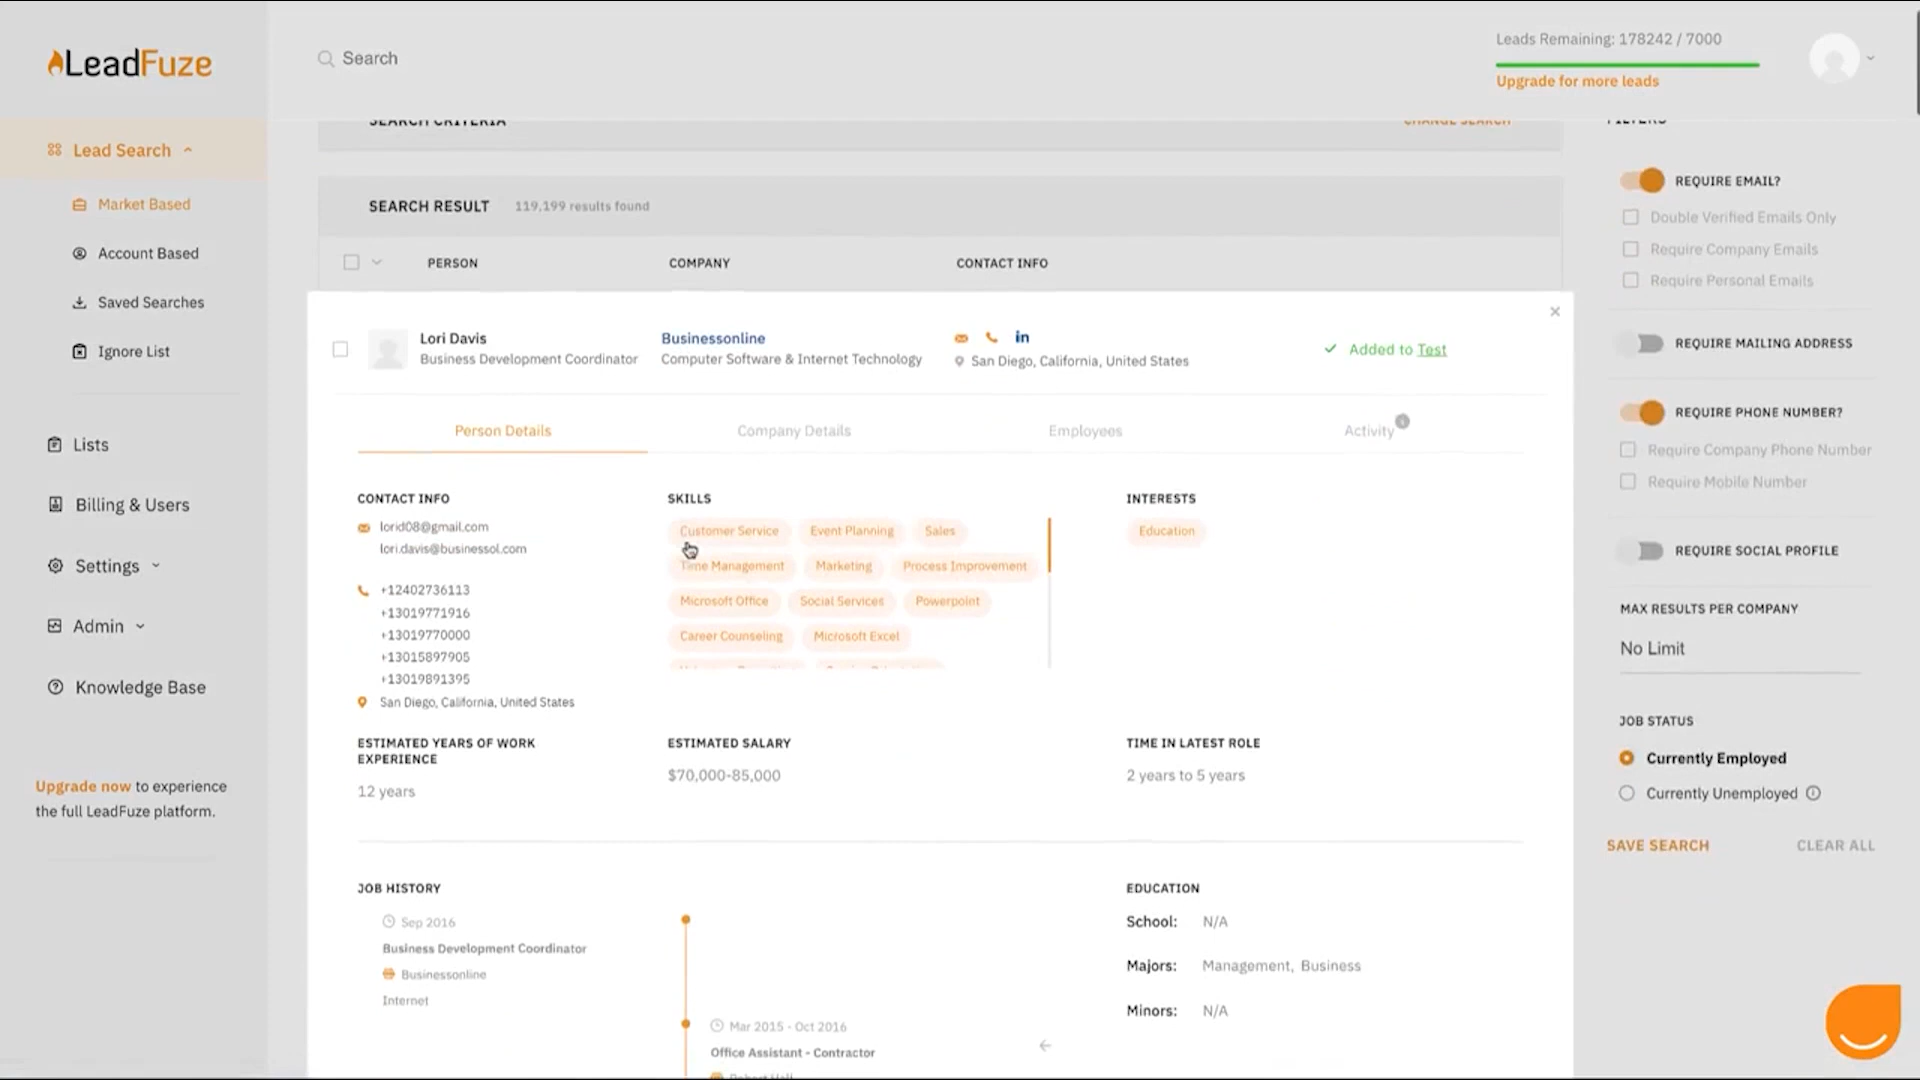 LeadFuze
Search
Leads Remaining: 178242 / 7000
Upgrade for more leads
Lead Search
Market Based
Account Based
Saved Searches
Ignore List
Lists
Billing & Users
Settings
Admin
Knowledge Base
Upgrade now to experience
the full LeadFuze platform.
SEARCH CRITERIA
CHANGE SEARCH
SEARCH RESULT 119,199 results found
PERSON COMPANY CONTACT INFO
Lori Davis
Business Development Coordinator
Businessonline
Computer Software & Internet Technology
in
San Diego, California, United States
Added to Test
Person Details Company Details Employees Activity
CONTACT INFO
lorid08@gmail.com
lori.davis@businessol.com
+12402736113
+13019771916
+13019770000
+13015897905
+13019891395
San Diego, California, United States
SKILLS
Customer Service Event Planning Sales
Time Management Marketing Process Improvement
Microsoft Office Social Services Powerpoint
Career Counseling Microsoft Excel
INTERESTS
Education
ESTIMATED YEARS OF WORK
EXPERIENCE
12 years
ESTIMATED SALARY
$70,000-85,000
TIME IN LATEST ROLE
2 years to 5 years
JOB HISTORY
Sep 2016
Business Development Coordinator
Businessonline
Internet
Mar 2015 - Oct 2016
Office Assistant - Contractor
Robert Half
EDUCATION
School: N/A
Majors: Management, Business
Minors: N/A
FILTERS
REQUIRE EMAIL?
Double Verified Emails Only
Require Company Emails
Require Personal Emails
REQUIRE MAILING ADDRESS
REQUIRE PHONE NUMBER?
Require Company Phone Number
Require Mobile Number
REQUIRE SOCIAL PROFILE
MAX RESULTS PER COMPANY
No Limit
JOB STATUS
Currently Employed
Currently Unemployed
SAVE SEARCH CLEAR ALL